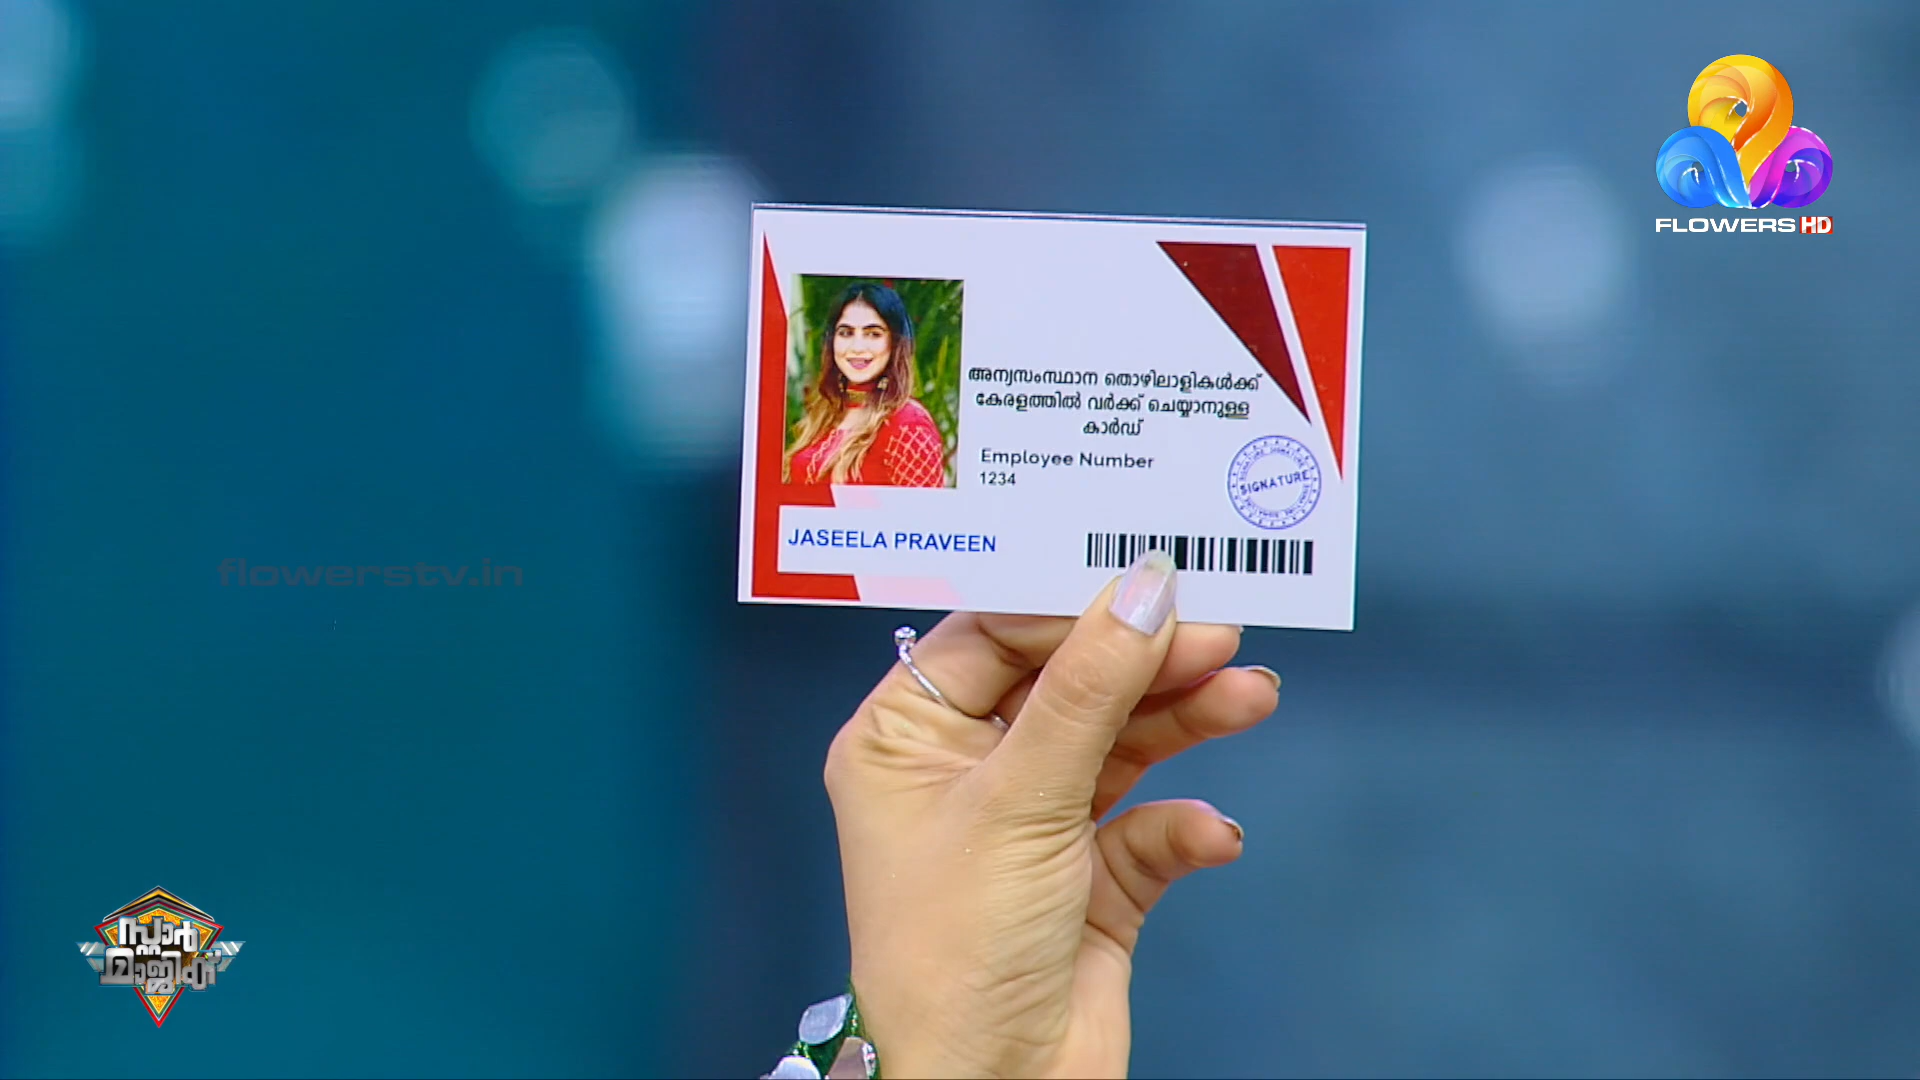 FLOWERS HD
അന്യസംസ്ഥാന തൊഴിലാളികൾക്ക്
കേരളത്തിൽ വർക്ക് ചെയ്യാനുള്ള
കാർഡ്
Employee Number
1234
SIGNATURE
JASEELA PRAVEEN
flowerstv.in
സ്റ്റാർ
മാജിക്